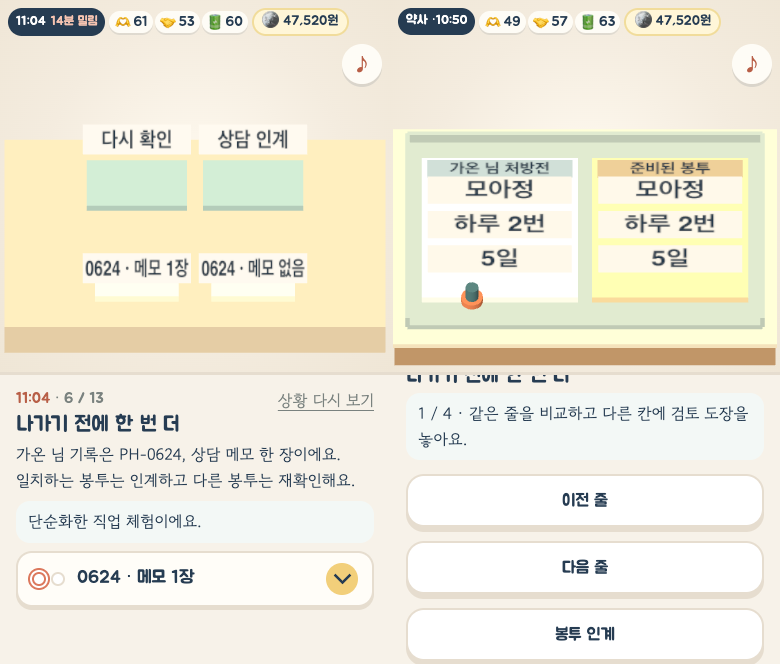 11:04 14분 밀림 61 53 60 47,520원
다시 확인 상담 인계
0624 · 메모 1장 0624 · 메모 없음
11:04 · 6 / 13 상황 다시 보기
나가기 전에 한 번 더
가온 님 기록은 PH-0624, 상담 메모 한 장이에요.
일치하는 봉투는 인계하고 다른 봉투는 재확인해요.
단순화한 직업 체험이에요.
0624 · 메모 1장
약사 · 10:50 49 57 63 47,520원
가온 님 처방전 준비된 봉투
모아정 모아정
하루 2번 하루 2번
5일 5일
나가기 전에 한 번 더
1 / 4 · 같은 줄을 비교하고 다른 칸에 검토 도장을
놓아요.
이전 줄
다음 줄
봉투 인계